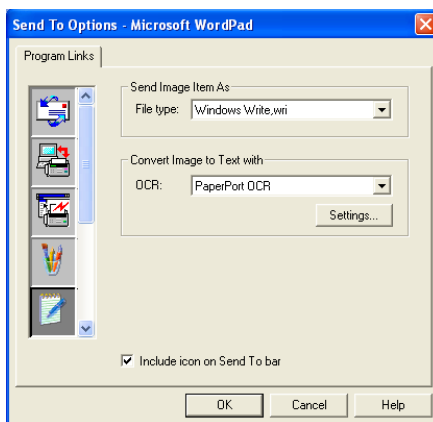 Send To Options - Microsoft WordPad
Program Links
Send Image Item As
File type: Windows Write,wri
Convert Image to Text with
OCR: PaperPort OCR
Settings...
Include icon on Send To bar
OK Cancel Help